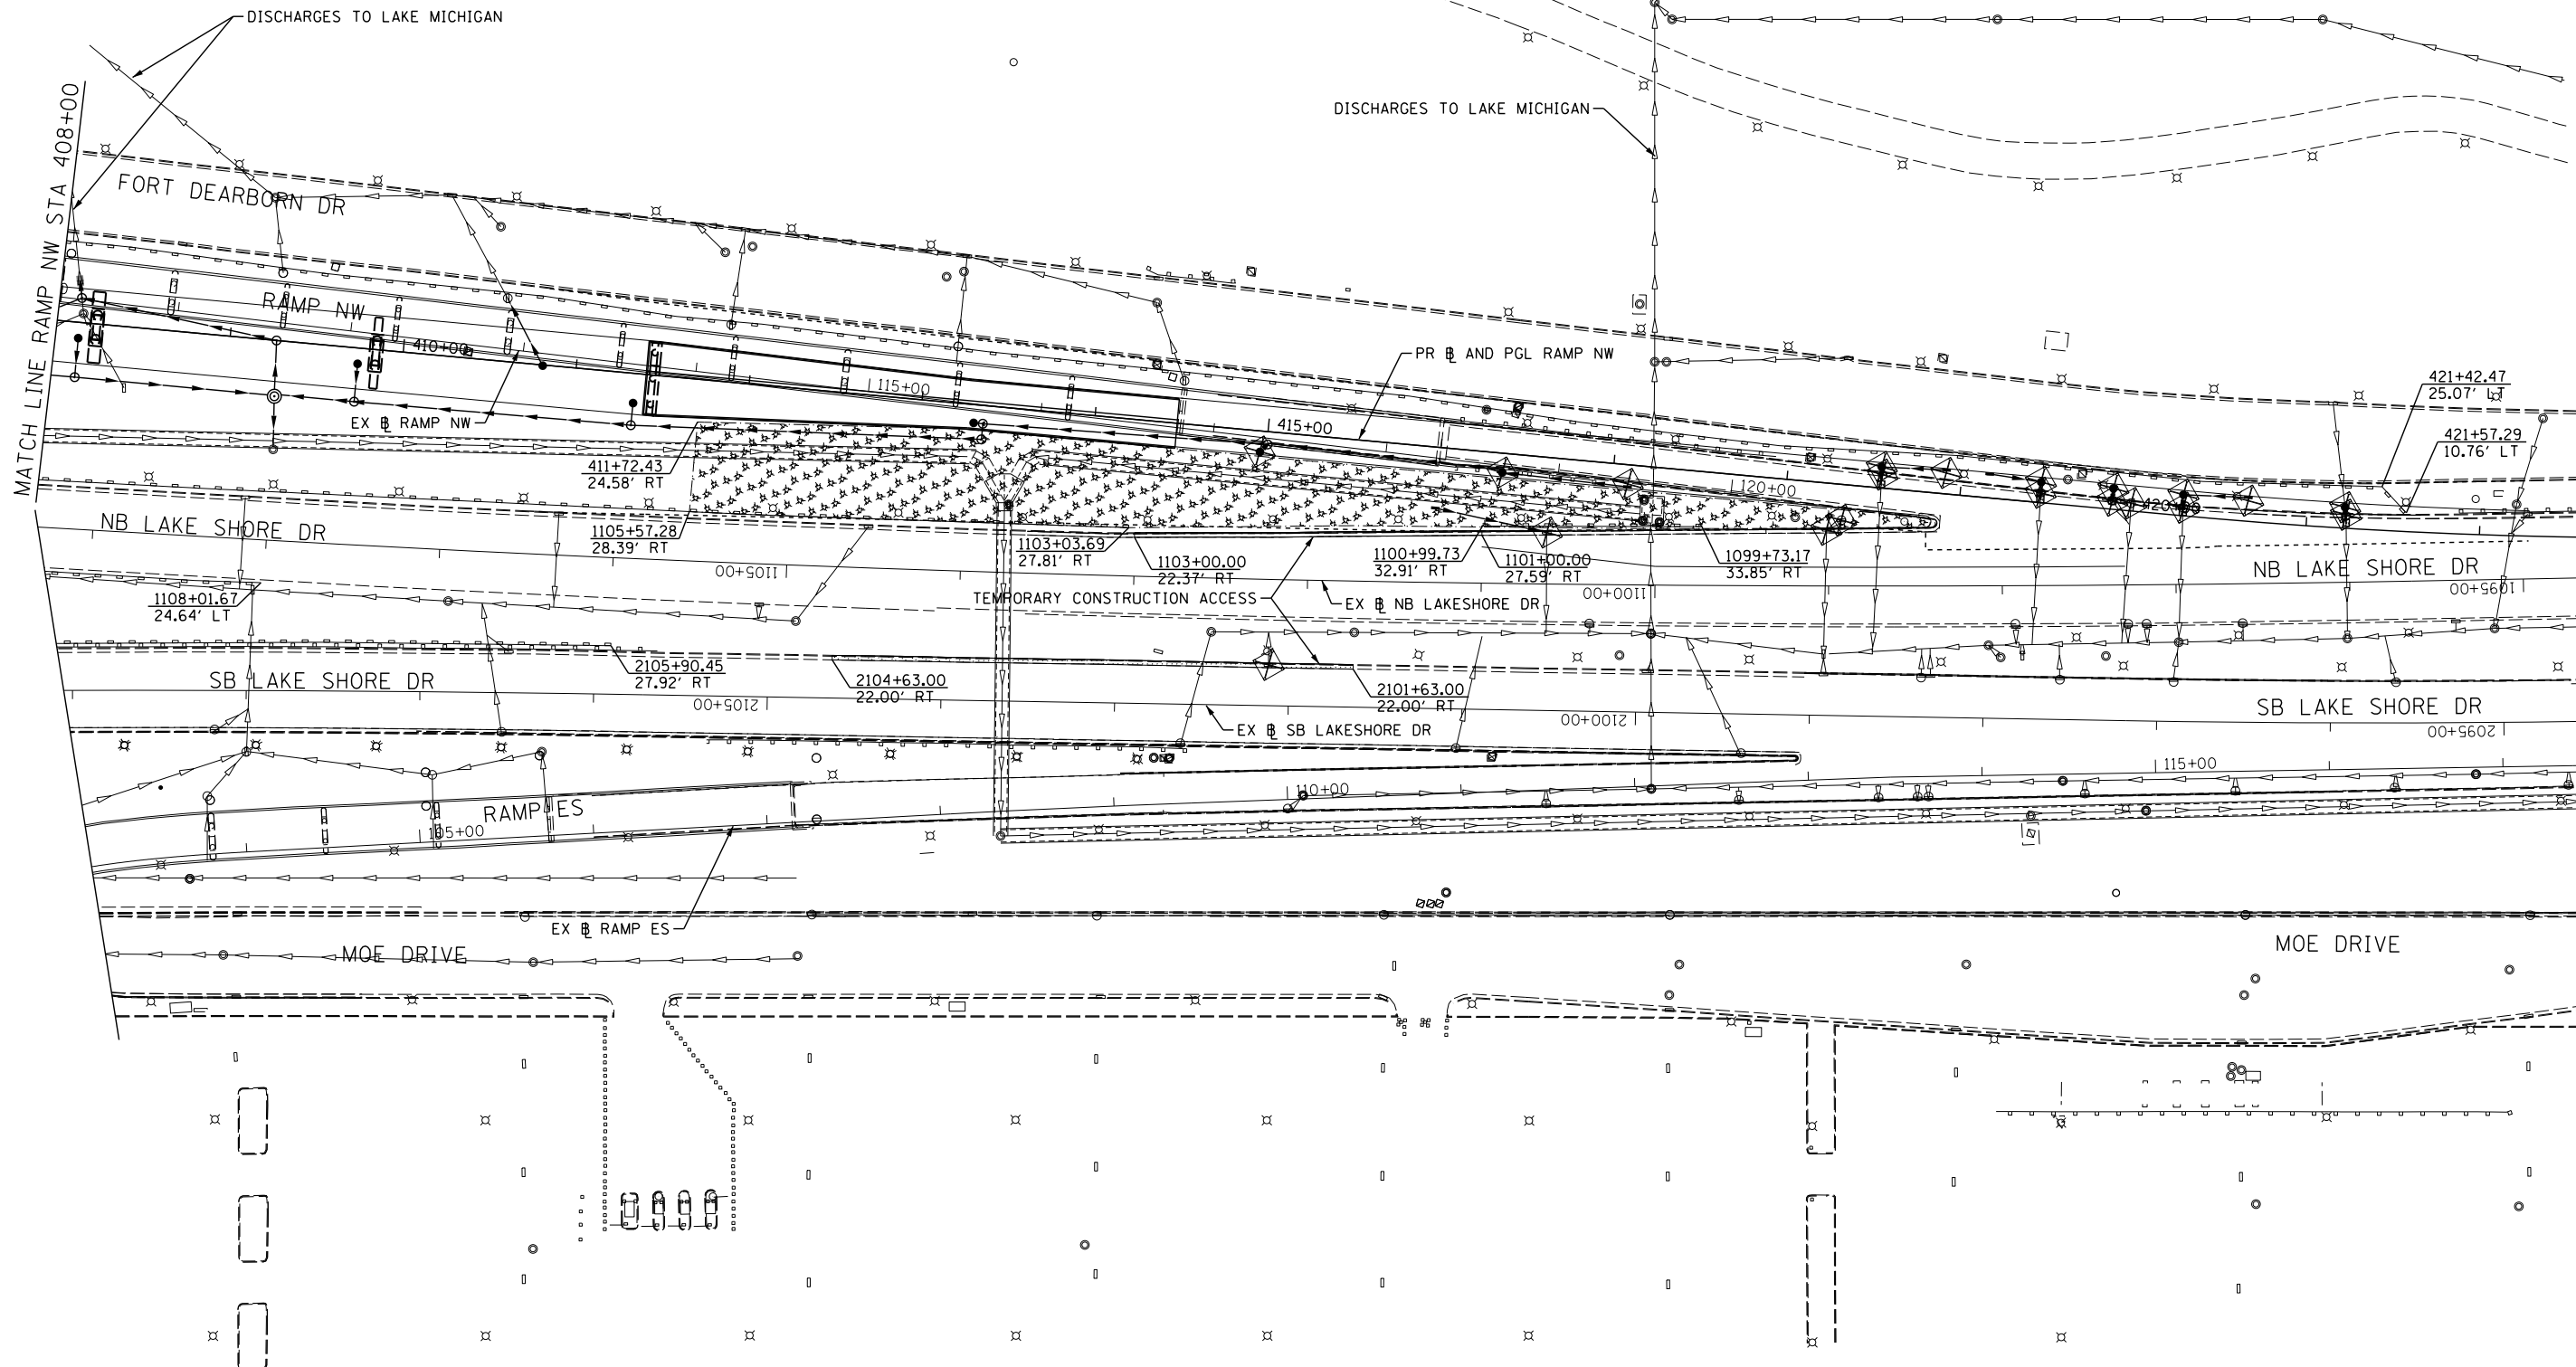 DISCHARGES TO LAKE MICHIGAN
DISCHARGES TO LAKE MICHIGAN
MATCH LINE RAMP NW STA 408+00
FORT DEARBORN DR
RAMP NW
410+00
EX ℄ RAMP NW
115+00
PR ℄ AND PGL RAMP NW
415+00
421+42.47
25.07' LT
421+57.29
10.76' LT
411+72.43
24.58' RT
120+00
NB LAKE SHORE DR
1105+57.28
28.39' RT
1103+03.69
27.81' RT
1103+00.00
22.37' RT
1100+99.73
32.91' RT
1101+00.00
27.59' RT
1099+73.17
33.85' RT
NB LAKE SHORE DR
1105+00
1100+00
1095+00
1108+01.67
24.64' LT
TEMPORARY CONSTRUCTION ACCESS
EX ℄ NB LAKESHORE DR
2105+90.45
27.92' RT
SB LAKE SHORE DR
2104+63.00
22.00' RT
2101+63.00
22.00' RT
SB LAKE SHORE DR
2105+00
2100+00
2095+00
EX ℄ SB LAKESHORE DR
115+00
110+00
RAMP ES
105+00
EX ℄ RAMP ES
MOE DRIVE
MOE DRIVE